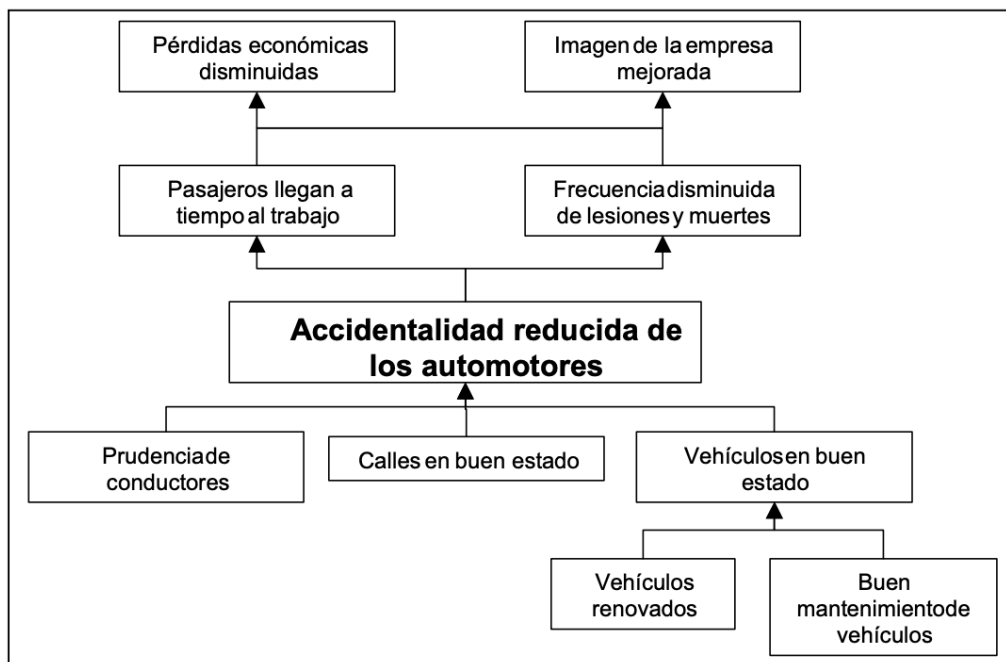 Pérdidas económicas
disminuidas
Imagen de la empresa
mejorada
Pasajeros llegan a
tiempo al trabajo
Frecuencia disminuida
de lesiones y muertes
Accidentalidad reducida de
los automotores
Prudencia de
conductores
Calles en buen estado
Vehículos en buen
estado
Vehículos
renovados
Buen
mantenimiento de
vehículos